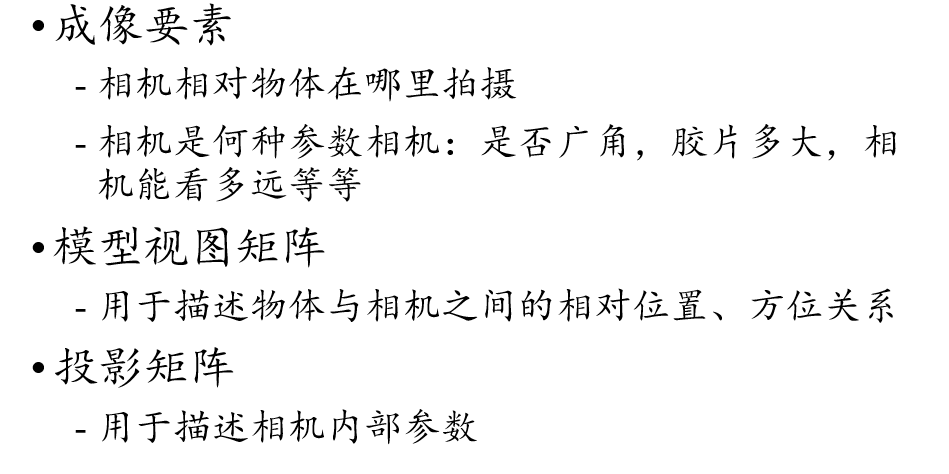 •成像要素
- 相机相对物体在哪里拍摄
- 相机是何种参数相机：是否广角，胶片多大，相
机能看多远等等
•模型视图矩阵
- 用于描述物体与相机之间的相对位置、方位关系
•投影矩阵
- 用于描述相机内部参数